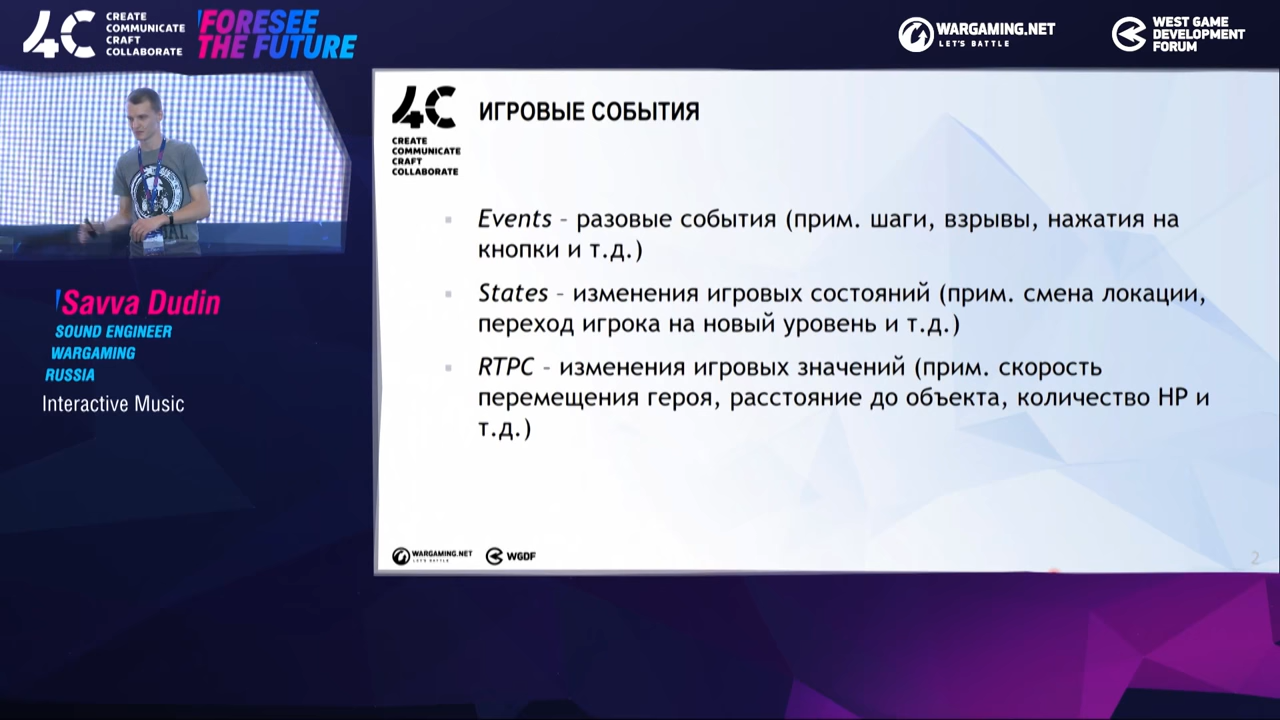 4C
CREATE
COMMUNICATE
CRAFT
COLLABORATE
FORESEE
THE FUTURE
WARGAMING.NET
LET'S BATTLE
WEST GAME
DEVELOPMENT
FORUM
4C
CREATE
COMMUNICATE
CRAFT
COLLABORATE
ИГРОВЫЕ СОБЫТИЯ
Events - разовые события (прим. шаги, взрывы, нажатия на
кнопки и т.д.)
States - изменения игровых состояний (прим. смена локации,
переход игрока на новый уровень и т.д.)
RTPC - изменения игровых значений (прим. скорость
перемещения героя, расстояние до объекта, количество HP и
т.д.)
WARGAMING.NET
LET'S BATTLE
WGDF
2
Savva Dudin
SOUND ENGINEER
WARGAMING
RUSSIA
Interactive Music